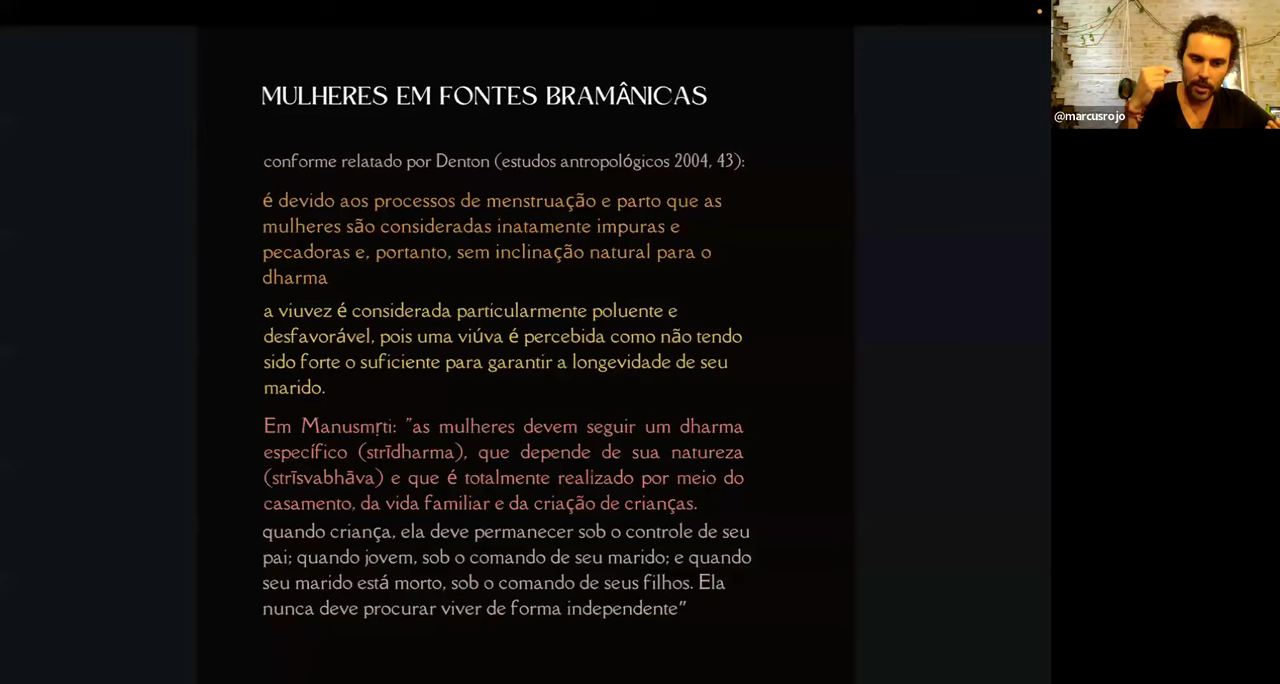 MULHERES EM FONTES BRAMÂNICAS
@marcusrojo
conforme relatado por Denton (estudos antropológicos 2004, 43):
é devido aos processos de menstruação e parto que as
mulheres são consideradas inatamente impuras e
pecadoras e, portanto, sem inclinação natural para o
dharma
a viuvez é considerada particularmente poluente e
desfavorável, pois uma viúva é percebida como não tendo
sido forte o suficiente para garantir a longevidade de seu
marido.
Em Manusmṛti: "as mulheres devem seguir um dharma
específico (strīdharma), que depende de sua natureza
(strīsvabhāva) e que é totalmente realizado por meio do
casamento, da vida familiar e da criação de crianças.
quando criança, ela deve permanecer sob o controle de seu
pai; quando jovem, sob o comando de seu marido; e quando
seu marido está morto, sob o comando de seus filhos. Ela
nunca deve procurar viver de forma independente"